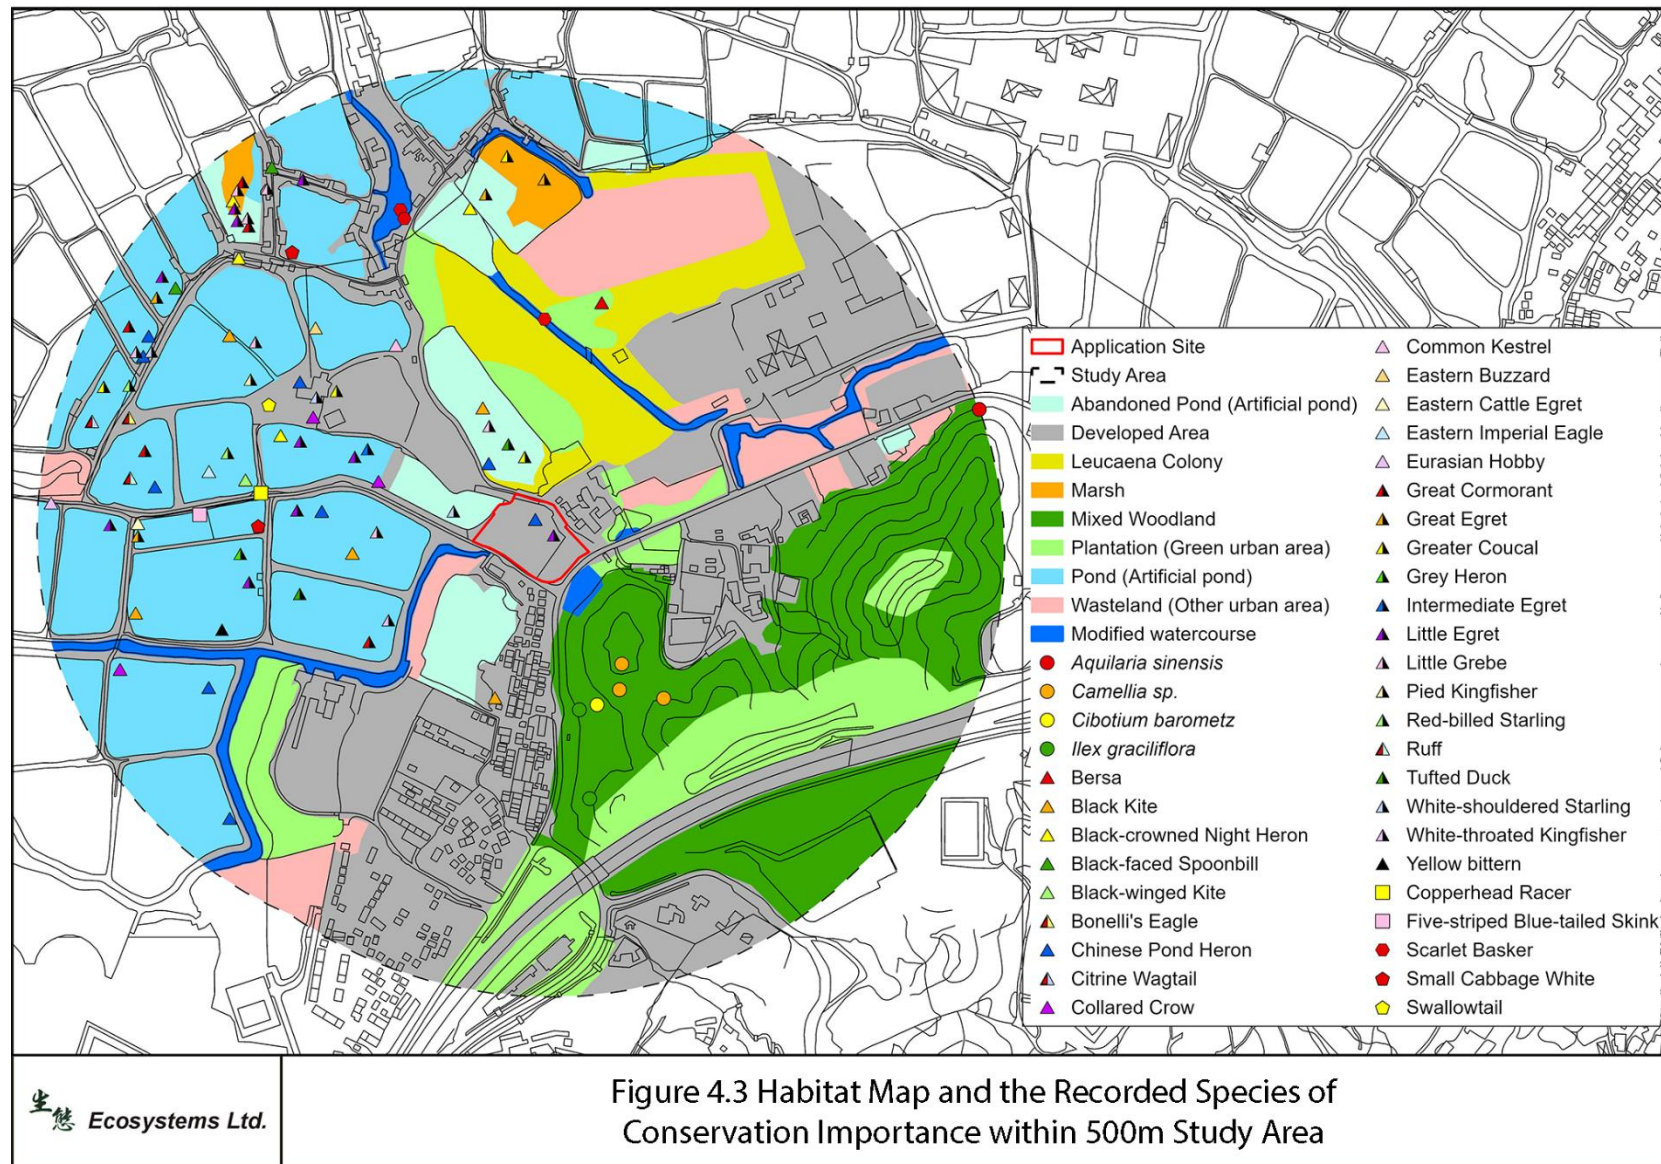 Application Site
Study Area
Abandoned Pond (Artificial pond)
Developed Area
Leucaena Colony
Marsh
Mixed Woodland
Plantation (Green urban area)
Pond (Artificial pond)
Wasteland (Other urban area)
Modified watercourse
Aquilaria sinensis
Camellia sp.
Cibotium barometz
Ilex graciliflora
Bersa
Black Kite
Black-crowned Night Heron
Black-faced Spoonbill
Black-winged Kite
Bonelli's Eagle
Chinese Pond Heron
Citrine Wagtail
Collared Crow
Common Kestrel
Eastern Buzzard
Eastern Cattle Egret
Eastern Imperial Eagle
Eurasian Hobby
Great Cormorant
Great Egret
Greater Coucal
Grey Heron
Intermediate Egret
Little Egret
Little Grebe
Pied Kingfisher
Red-billed Starling
Ruff
Tufted Duck
White-shouldered Starling
White-throated Kingfisher
Yellow bittern
Copperhead Racer
Five-striped Blue-tailed Skink
Scarlet Basker
Small Cabbage White
Swallowtail
生態 Ecosystems Ltd.
Figure 4.3 Habitat Map and the Recorded Species of
Conservation Importance within 500m Study Area